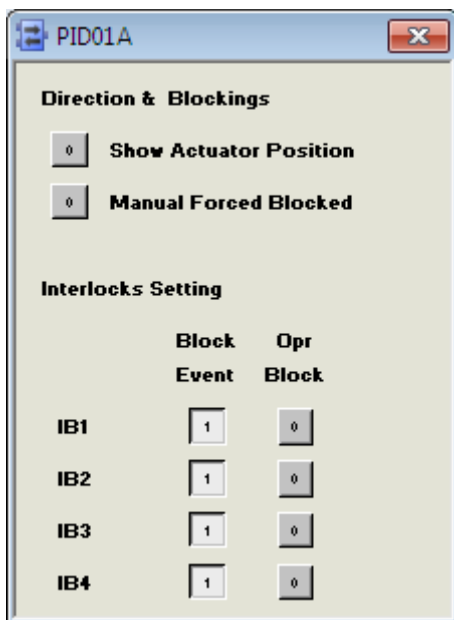 PID01A
Direction & Blockings
0 Show Actuator Position
0 Manual Forced Blocked
Interlocks Setting
Block Opr
Event Block
IB1 1 0
IB2 1 0
IB3 1 0
IB4 1 0